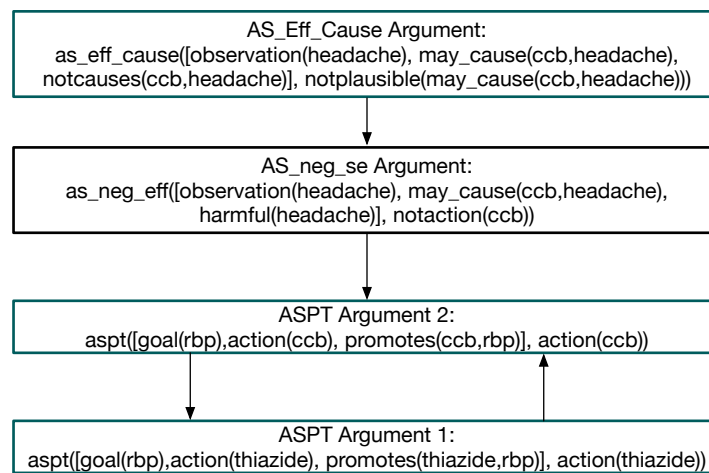 AS_Eff_Cause Argument:
as_eff_cause([observation(headache), may_cause(ccb,headache),
notcauses(ccb,headache)], notplausible(may_cause(ccb,headache)))
AS_neg_se Argument:
as_neg_eff([observation(headache), may_cause(ccb,headache),
harmful(headache)], notaction(ccb))
ASPT Argument 2:
aspt([goal(rbp),action(ccb), promotes(ccb,rbp)], action(ccb))
ASPT Argument 1:
aspt([goal(rbp),action(thiazide), promotes(thiazide,rbp)], action(thiazide))